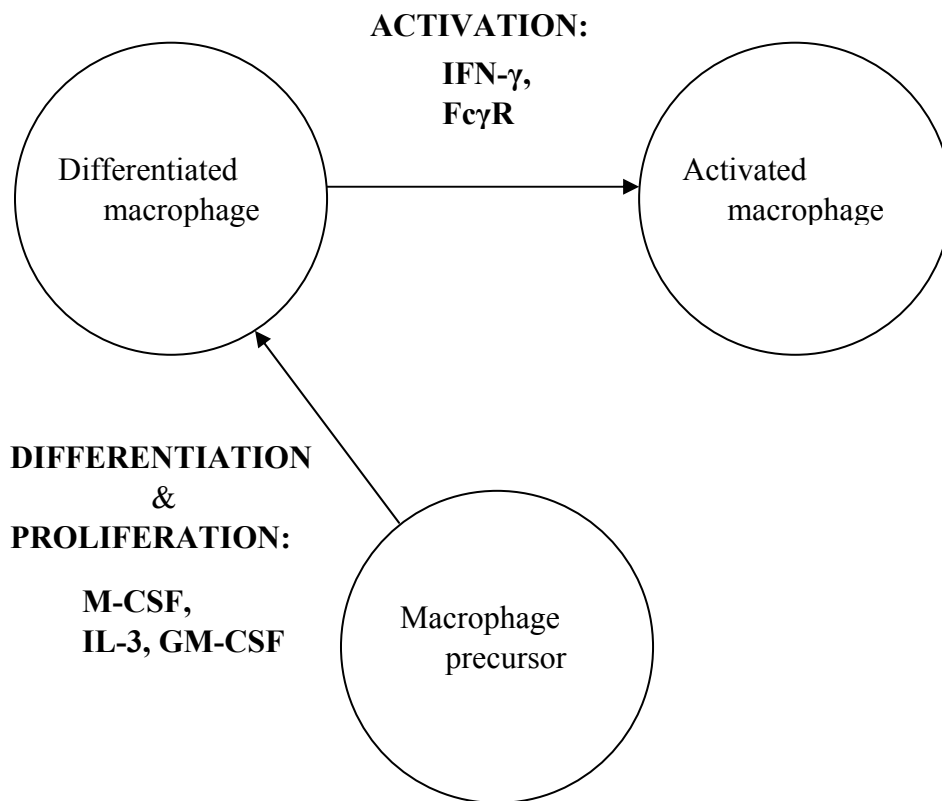 ACTIVATION:
IFN-γ,
FcγR
Differentiated
macrophage
Activated
macrophage
DIFFERENTIATION
&
PROLIFERATION:
M-CSF,
IL-3, GM-CSF
Macrophage
precursor